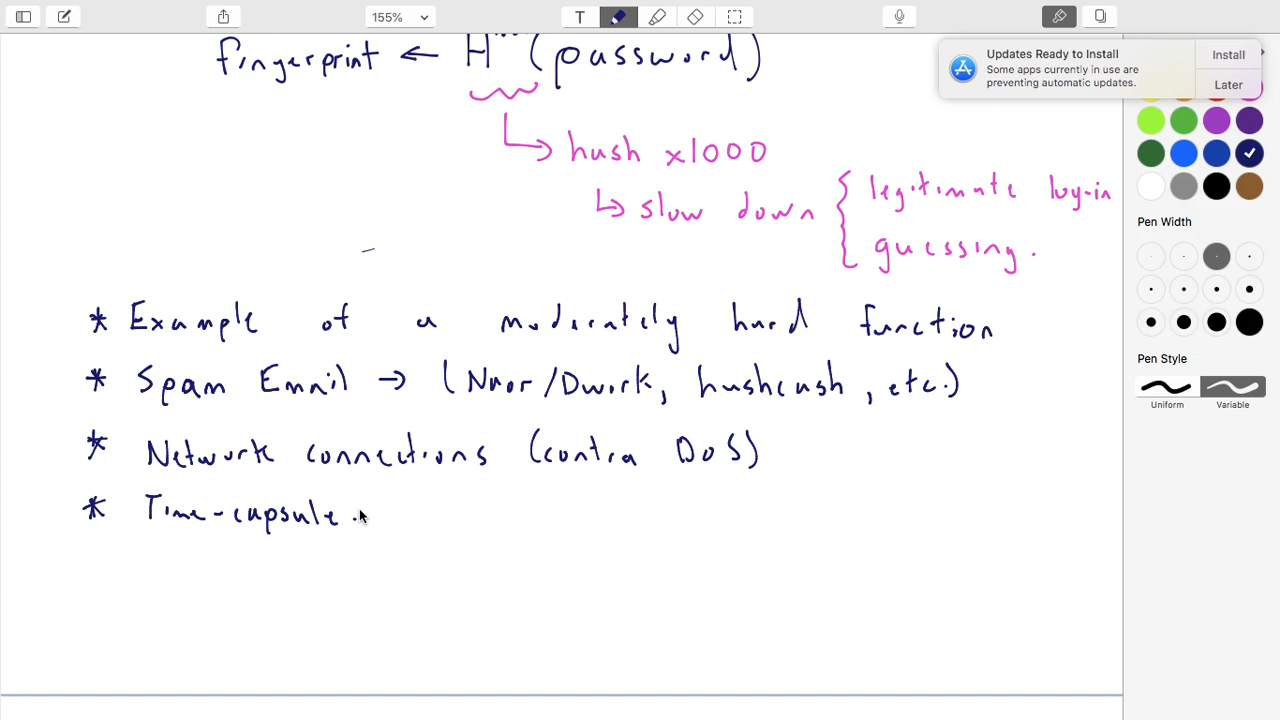 155%
T
Updates Ready to Install
Some apps currently in use are
preventing automatic updates.
Install
Later
fingerprint ← H (password)
↳ hash x1000
↳ slow down { legitimate log-in
guessing.
* Example of a moderately hard function
* Spam Email → (Naor/Dwork, hashcash, etc.)
* Network connections (contra DoS)
* Time-capsule.
Pen Width
Pen Style
Uniform
Variable